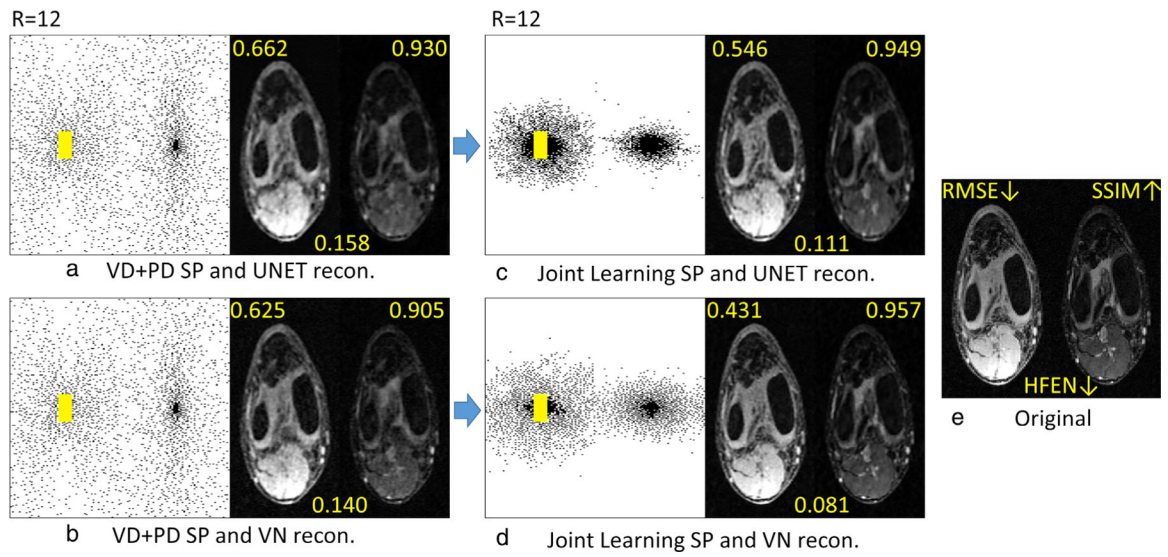 R=12
0.662 0.930
0.158
a VD+PD SP and UNET recon.
R=12
0.546 0.949
0.111
c Joint Learning SP and UNET recon.
0.625 0.905
0.140
b VD+PD SP and VN recon.
0.431 0.957
0.081
d Joint Learning SP and VN recon.
RMSE↓ SSIM↑
HFEN↓
e Original